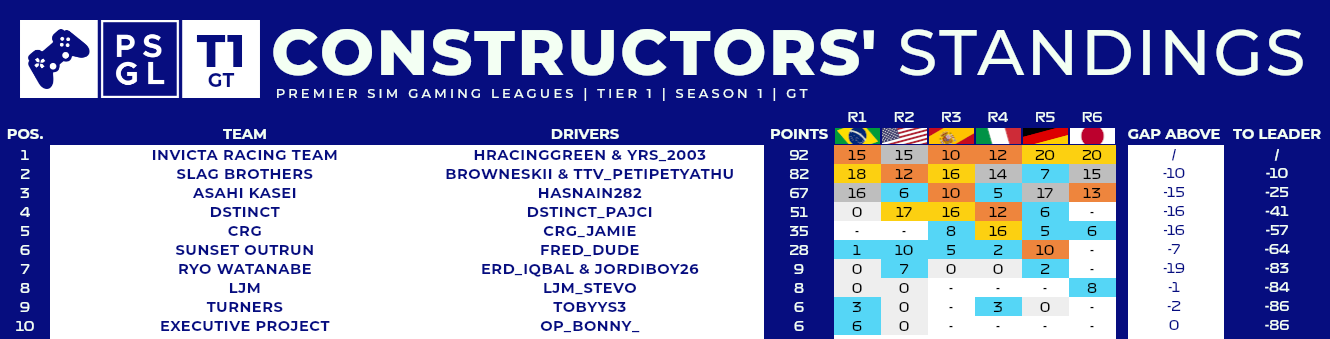 PS
GL
T1
GT
CONSTRUCTORS' STANDINGS
PREMIER SIM GAMING LEAGUES | TIER 1 | SEASON 1 | GT
R1 R2 R3 R4 R5 R6
POS. TEAM DRIVERS POINTS GAP ABOVE TO LEADER
1 INVICTA RACING TEAM HRACINGGREEN & YRS_2003 92 15 15 10 12 20 20 / /
2 SLAG BROTHERS BROWNESKII & TTV_PETIPETYATHU 82 18 12 16 14 7 15 -10 -10
3 ASAHI KASEI HASNAIN282 67 16 6 10 5 17 13 -15 -25
4 DSTINCT DSTINCT_PAJCI 51 0 17 16 12 6 - -16 -41
5 CRG CRG_JAMIE 35 - - 8 16 5 6 -16 -57
6 SUNSET OUTRUN FRED_DUDE 28 1 10 5 2 10 - -7 -64
7 RYO WATANABE ERD_IQBAL & JORDIBOY26 9 0 7 0 0 2 - -19 -83
8 LJM LJM_STEVO 8 0 0 - - - 8 -1 -84
9 TURNERS TOBYYS3 6 3 0 - 3 0 - -2 -86
10 EXECUTIVE PROJECT OP_BONNY_ 6 6 0 - - - - 0 -86